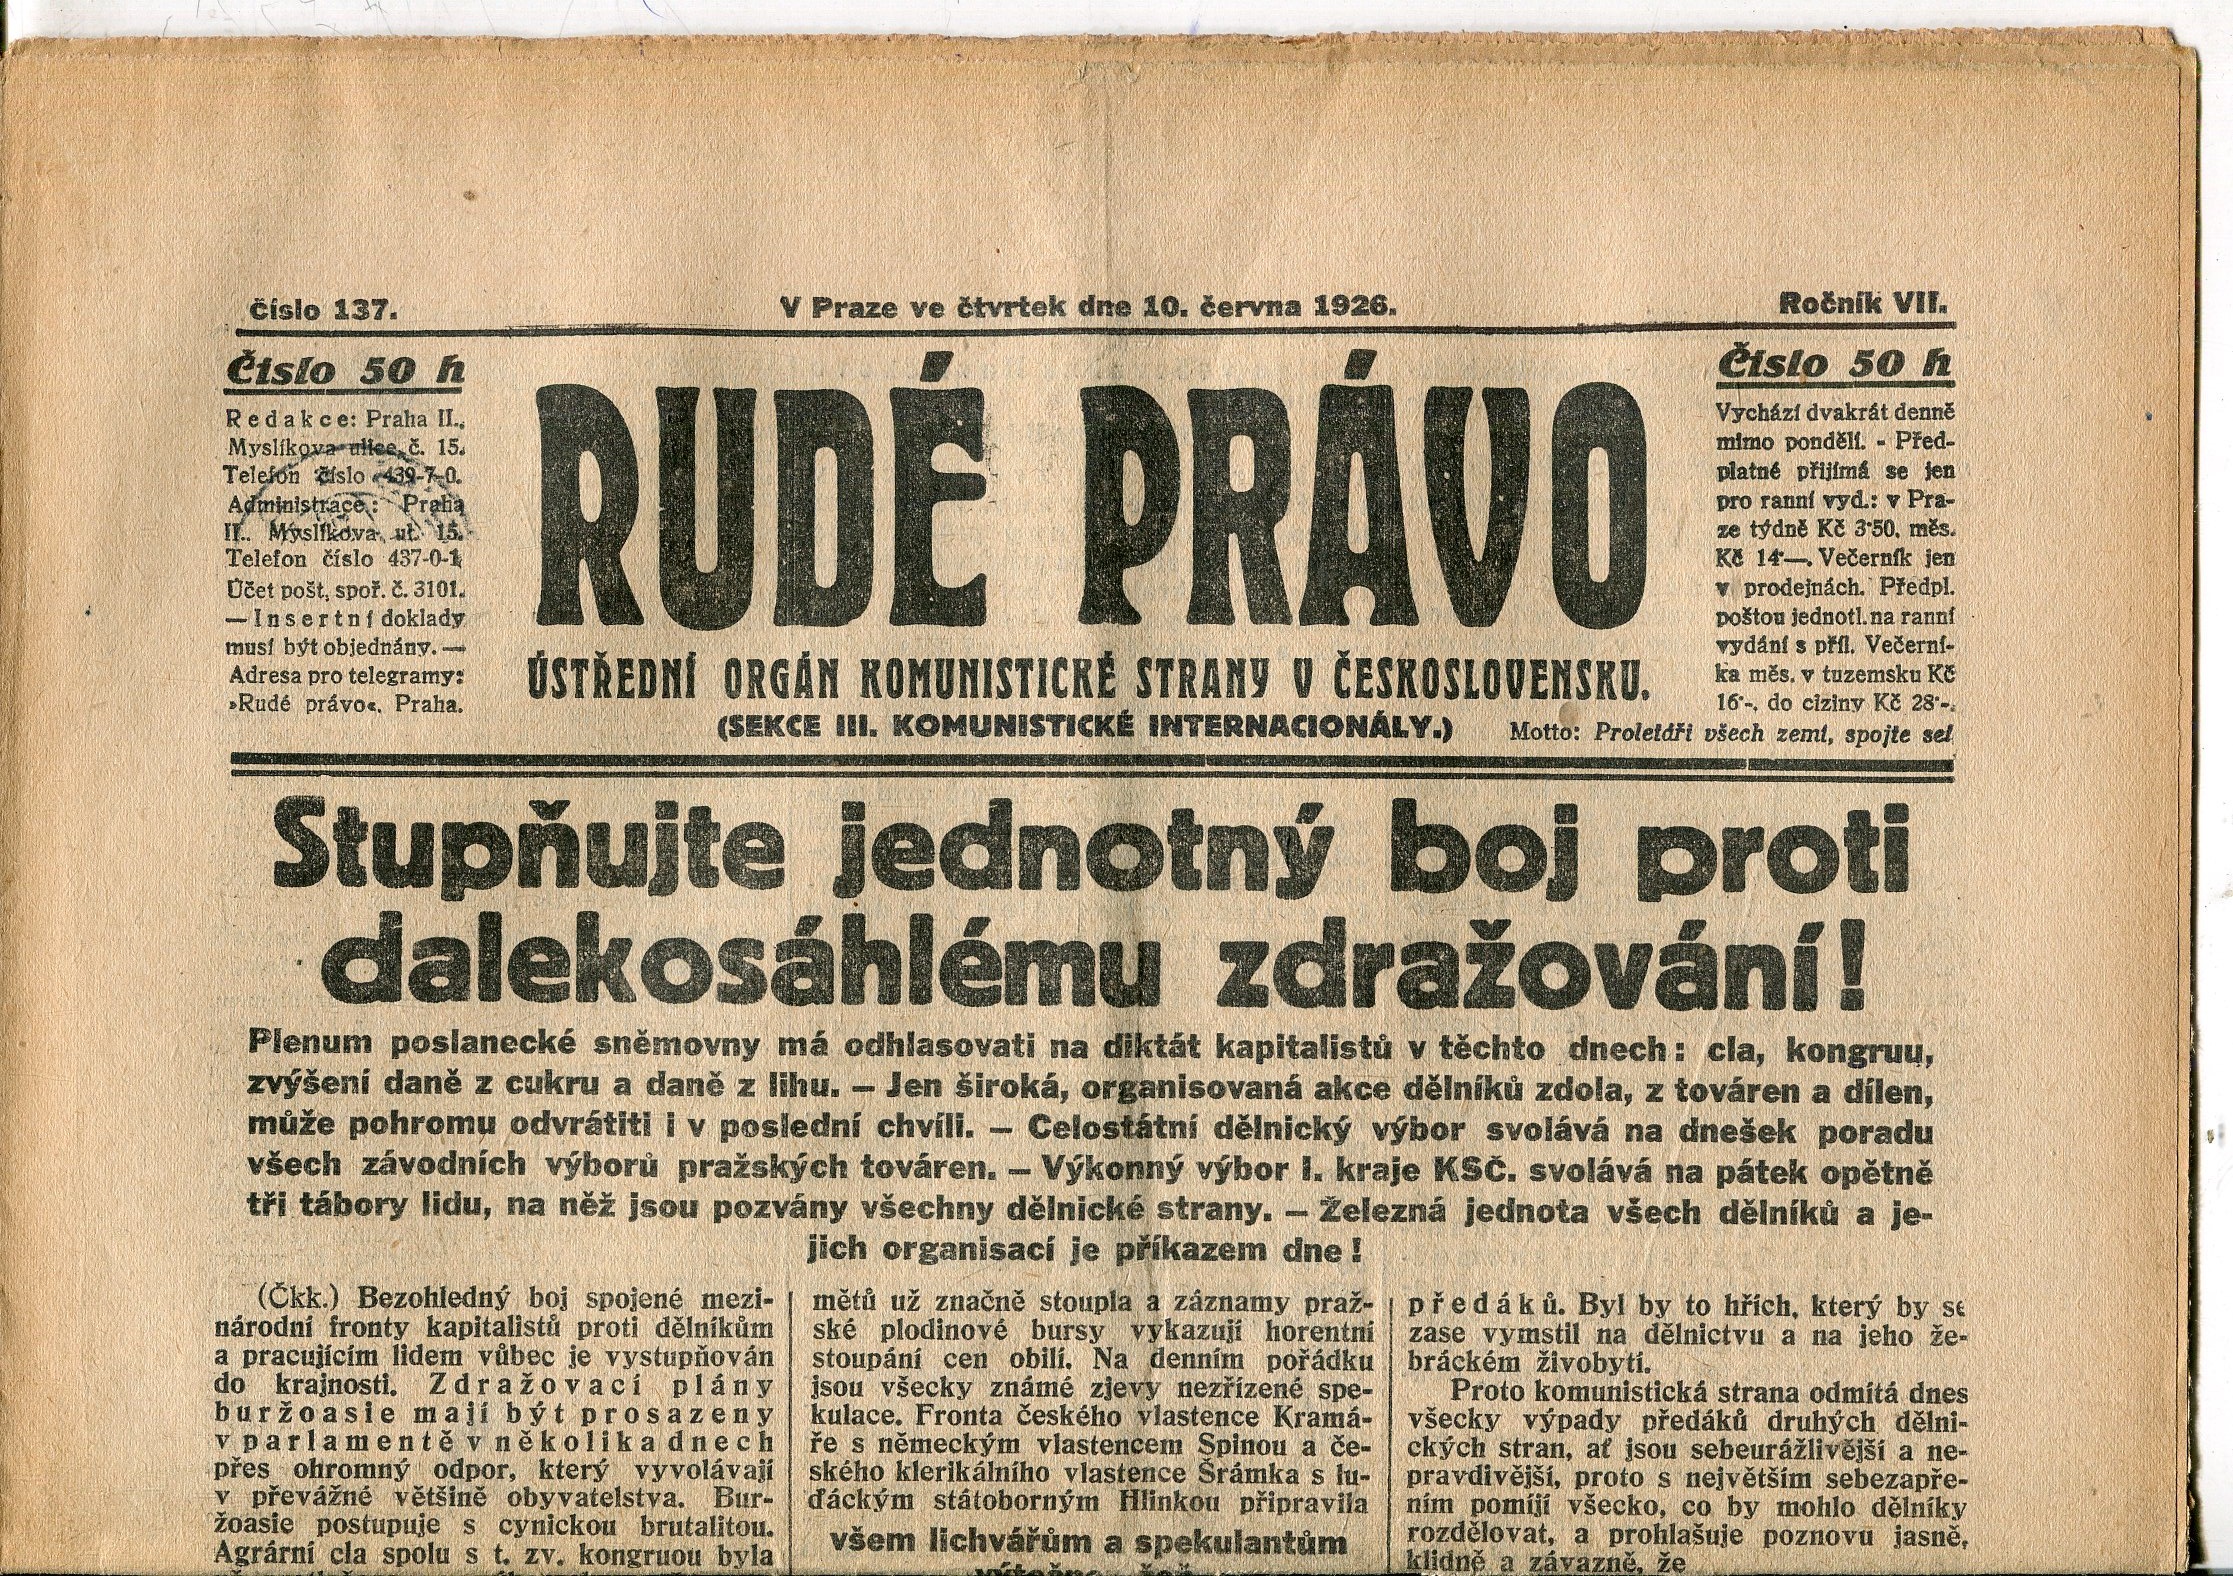 Číslo 137.
V Praze ve čtvrtek dne 10. června 1926.
Ročník VII.
Číslo 50 h
Redakce: Praha II.,
Myslíkova ulice č. 15.
Telefon číslo 439-7-0.
Administrace: Praha
II., Myslíkova ul. 15.
Telefon číslo 437-0-1.
Účet pošt. spoř. č. 3101.
— Insertní doklady
musí být objednány. —
Adresa pro telegramy:
»Rudé právo«, Praha.
RUDÉ PRÁVO
ÚSTŘEDNÍ ORGÁN KOMUNISTICKÉ STRANY V ČESKOSLOVENSKU.
(SEKCE III. KOMUNISTICKÉ INTERNACIONÁLY.)
Motto: Proletáři všech zemí, spojte se!
Číslo 50 h
Vychází dvakrát denně
mimo pondělí. - Před-
platné přijímá se jen
pro ranní vyd.: v Pra-
ze týdně Kč 3·50, měs.
Kč 14·—. Večerník jen
v prodejnách. Předpl.
poštou jednotl. na ranní
vydání s příl. Večerní-
ka měs. v tuzemsku Kč
16·-, do ciziny Kč 28·-.
Stupňujte jednotný boj proti
dalekosáhlému zdražování!
Plenum poslanecké sněmovny má odhlasovati na diktát kapitalistů v těchto dnech: cla, kongruu,
zvýšení daně z cukru a daně z lihu. — Jen široká, organisovaná akce dělníků zdola, z továren a dílen,
může pohromu odvrátiti i v poslední chvíli. — Celostátní dělnický výbor svolává na dnešek poradu
všech závodních výborů pražských továren. — Výkonný výbor I. kraje KSČ. svolává na pátek opětně
tři tábory lidu, na něž jsou pozvány všechny dělnické strany. — Železná jednota všech dělníků a je-
jich organisací je příkazem dne!
(Čkk.) Bezohledný boj spojené mezi-
národní fronty kapitalistů proti dělníkům
a pracujícím lidem vůbec je vystupňován
do krajnosti. Zdražovací plány
buržoasie mají být prosazeny
v parlamentě v několika dnech
přes ohromný odpor, který vyvolávají
v převážné většině obyvatelstva. Bur-
žoasie postupuje s cynickou brutalitou.
Agrární cla spolu s t. zv. kongruou byla
mětů už značně stoupla a záznamy praž-
ské plodinové bursy vykazují horentní
stoupání cen obilí. Na denním pořádku
jsou všecky známé zjevy nezřízené spe-
kulace. Fronta českého vlastence Kramá-
ře s německým vlastencem Spinou a če-
ského klerikálního vlastence Šrámka s lu-
ďáckým státoborným Hlinkou připravila
všem lichvářům a spekulantům
předáků. Byl by to hřích, který by se
zase vymstil na dělnictvu a na jeho že-
bráckém živobytí.
Proto komunistická strana odmítá dnes
všecky výpady předáků druhých dělni-
ckých stran, ať jsou sebeurážlivější a ne-
pravdivější, proto s největším sebezapře-
ním pomíjí všecko, co by mohlo dělníky
rozdělovat, a prohlašuje poznovu jasně,
klidně a závazně, že